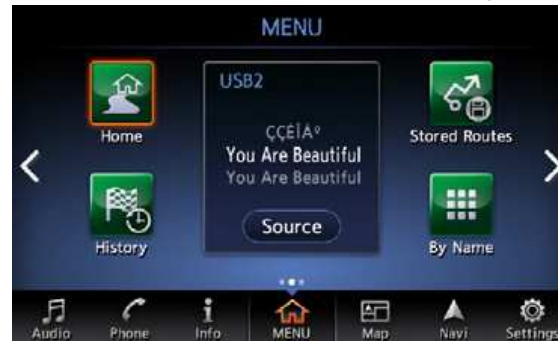 MENU
USB2
ÇÇÉÎÅº
You Are Beautiful
You Are Beautiful
Source
Home
Stored Routes
History
By Name
Audio
Phone
Info
MENU
Map
Navi
Settings